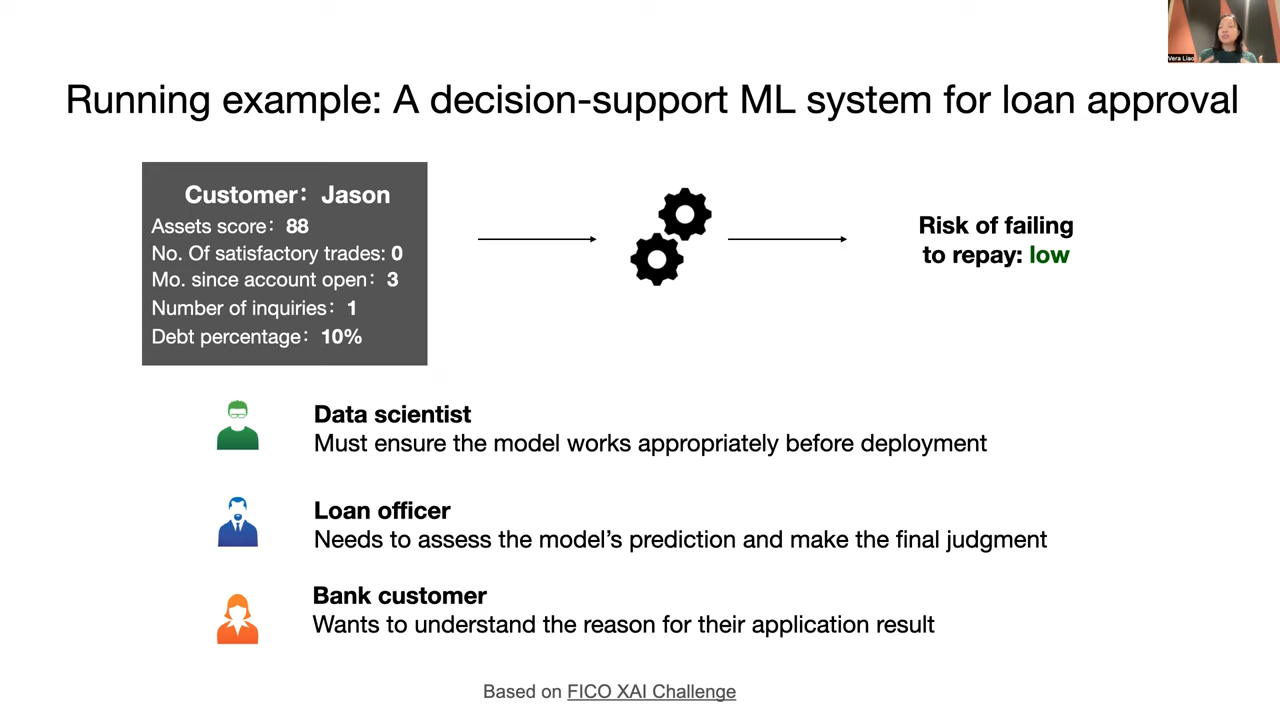 Vera Liao
Running example: A decision-support ML system for loan approval
Customer： Jason
Assets score：88
No. Of satisfactory trades: 0
Mo. since account open：3
Number of inquiries：1
Debt percentage：10%
Risk of failing
to repay: low
Data scientist
Must ensure the model works appropriately before deployment
Loan officer
Needs to assess the model’s prediction and make the final judgment
Bank customer
Wants to understand the reason for their application result
Based on FICO XAI Challenge